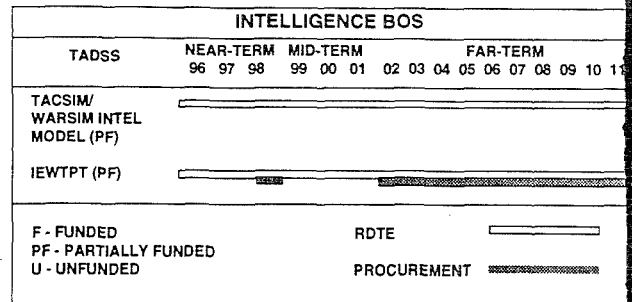 INTELLIGENCE BOS
TADSS NEAR-TERM MID-TERM FAR-TERM
96 97 98 99 00 01 02 03 04 05 06 07 08 09 10 11
TACSIM/
WARSIM INTEL
MODEL (PF)
IEWTPT (PF)
F - FUNDED RDTE
PF - PARTIALLY FUNDED
U - UNFUNDED PROCUREMENT